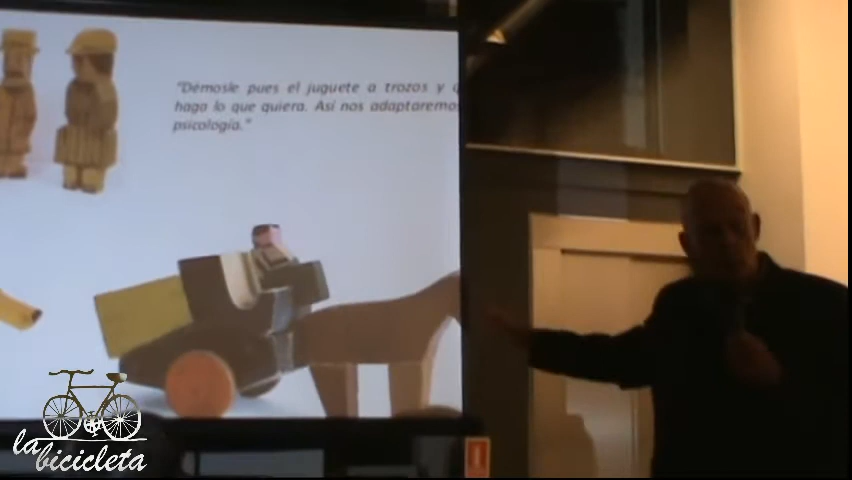 "Démosle pues el juguete a trozos y
haga lo que quiera. Así nos adaptaremos
psicología."
la
bicicleta